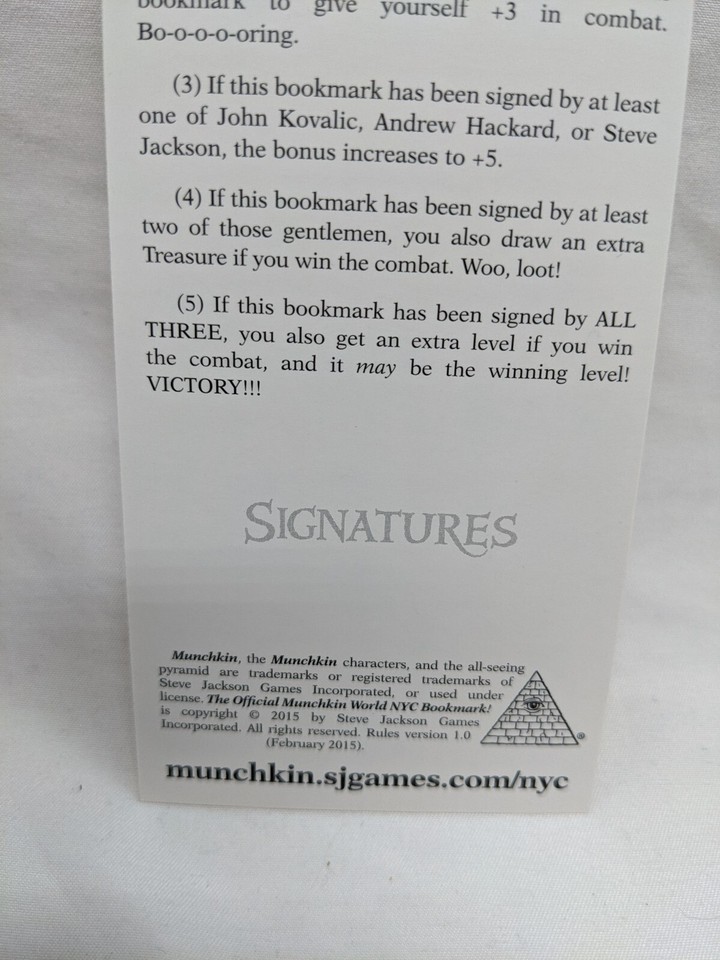 bookmark to give yourself +3 in combat.
Bo-o-o-o-oring.
(3) If this bookmark has been signed by at least
one of John Kovalic, Andrew Hackard, or Steve
Jackson, the bonus increases to +5.
(4) If this bookmark has been signed by at least
two of those gentlemen, you also draw an extra
Treasure if you win the combat. Woo, loot!
(5) If this bookmark has been signed by ALL
THREE, you also get an extra level if you win
the combat, and it may be the winning level!
VICTORY!!!
SIGNATURES
Munchkin, the Munchkin characters, and the all-seeing
pyramid are trademarks or registered trademarks of
Steve Jackson Games Incorporated, or used under
license. The Official Munchkin World NYC Bookmark!
is copyright © 2015 by Steve Jackson Games
Incorporated. All rights reserved. Rules version 1.0
(February 2015).
®
munchkin.sjgames.com/nyc